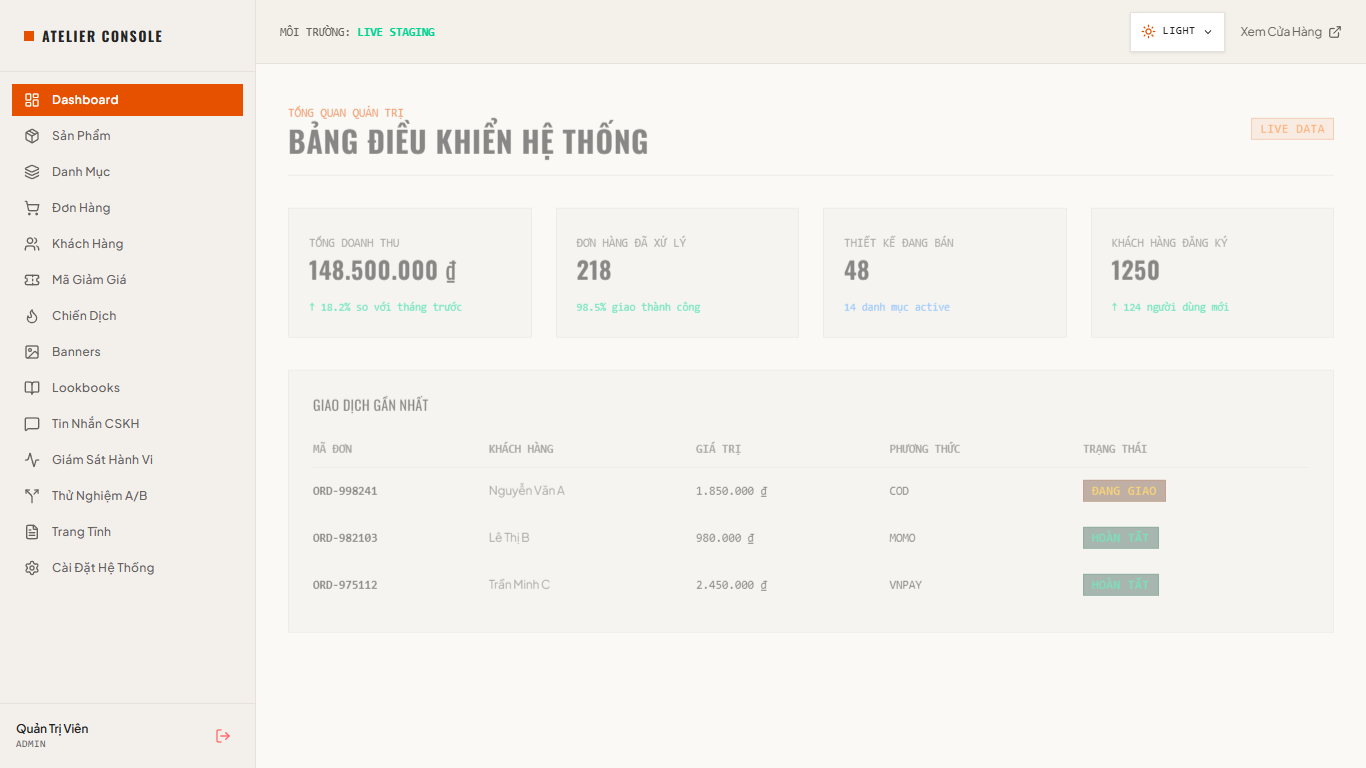 ATELIER CONSOLE
MÔI TRƯỜNG: LIVE STAGING
LIGHT
Xem Cửa Hàng
Dashboard
Sản Phẩm
Danh Mục
Đơn Hàng
Khách Hàng
Mã Giảm Giá
Chiến Dịch
Banners
Lookbooks
Tin Nhắn CSKH
Giám Sát Hành Vi
Thử Nghiệm A/B
Trang Tĩnh
Cài Đặt Hệ Thống
Quản Trị Viên
ADMIN
TỔNG QUAN QUẢN TRỊ
BẢNG ĐIỀU KHIỂN HỆ THỐNG
LIVE DATA
TỔNG DOANH THU
148.500.000 ₫
↑ 18.2% so với tháng trước
ĐƠN HÀNG ĐÃ XỬ LÝ
218
98.5% giao thành công
THIẾT KẾ ĐANG BÁN
48
14 danh mục active
KHÁCH HÀNG ĐĂNG KÝ
1250
↑ 124 người dùng mới
GIAO DỊCH GẦN NHẤT
MÃ ĐƠN KHÁCH HÀNG GIÁ TRỊ PHƯƠNG THỨC TRẠNG THÁI
ORD-998241 Nguyễn Văn A 1.850.000 ₫ COD ĐANG GIAO
ORD-982103 Lê Thị B 980.000 ₫ MOMO HOÀN TẤT
ORD-975112 Trần Minh C 2.450.000 ₫ VNPAY HOÀN TẤT